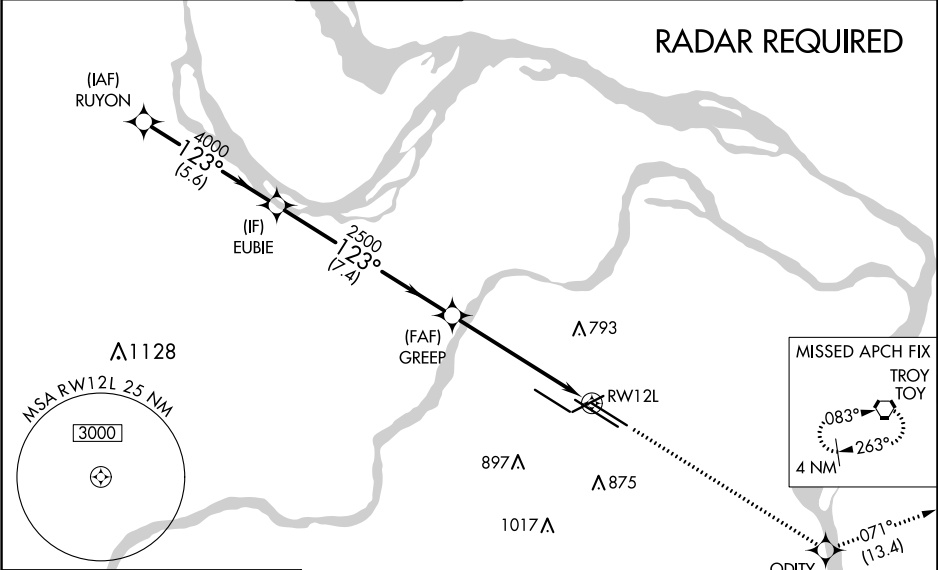 RADAR REQUIRED
(IAF)
RUYON
4000
123°
(5.6)
(IF)
EUBIE
2500
123°
(7.4)
(FAF)
GREEP
793
1128
MSA RW12L 25 NM
3000
RW12L
897
875
1017
MISSED APCH FIX
TROY
TOY
083°
263°
4 NM
071°
(13.4)